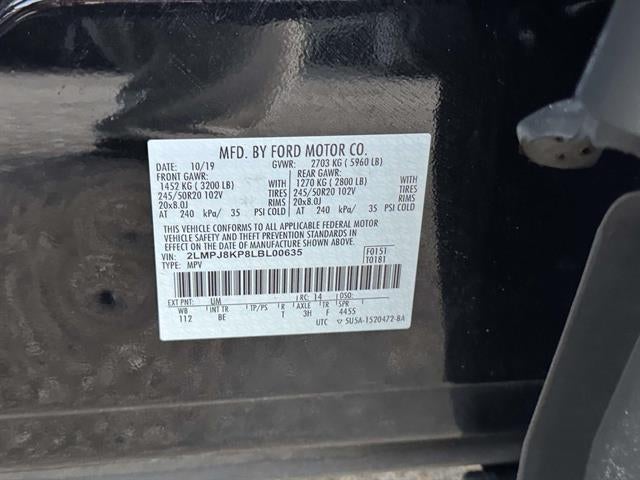 MFD. BY FORD MOTOR CO.
DATE: 10/19 GVWR: 2703 KG ( 5960 LB)
FRONT GAWR: REAR GAWR:
1452 KG ( 3200 LB) WITH 1270 KG ( 2800 LB) WITH
245/50R20 102V TIRES 245/50R20 102V TIRES
20x8.0J RIMS 20x8.0J RIMS
AT 240 kPa/ 35 PSI COLD AT 240 kPa/ 35 PSI COLD
THIS VEHICLE CONFORMS TO ALL APPLICABLE FEDERAL MOTOR
VEHICLE SAFETY AND THEFT PREVENTION STANDARDS IN EFFECT
ON THE DATE OF MANUFACTURE SHOWN ABOVE.
VIN: 2LMPJ8KP8LBL00635 F0151
TYPE: MPV T0181
EXT PNT: UM RC: 14 DSO:
WB INT TR TP/PS R AXLE TR SPR
112 BE T 3H F 4455
UTC 5U5A-1520472-BA